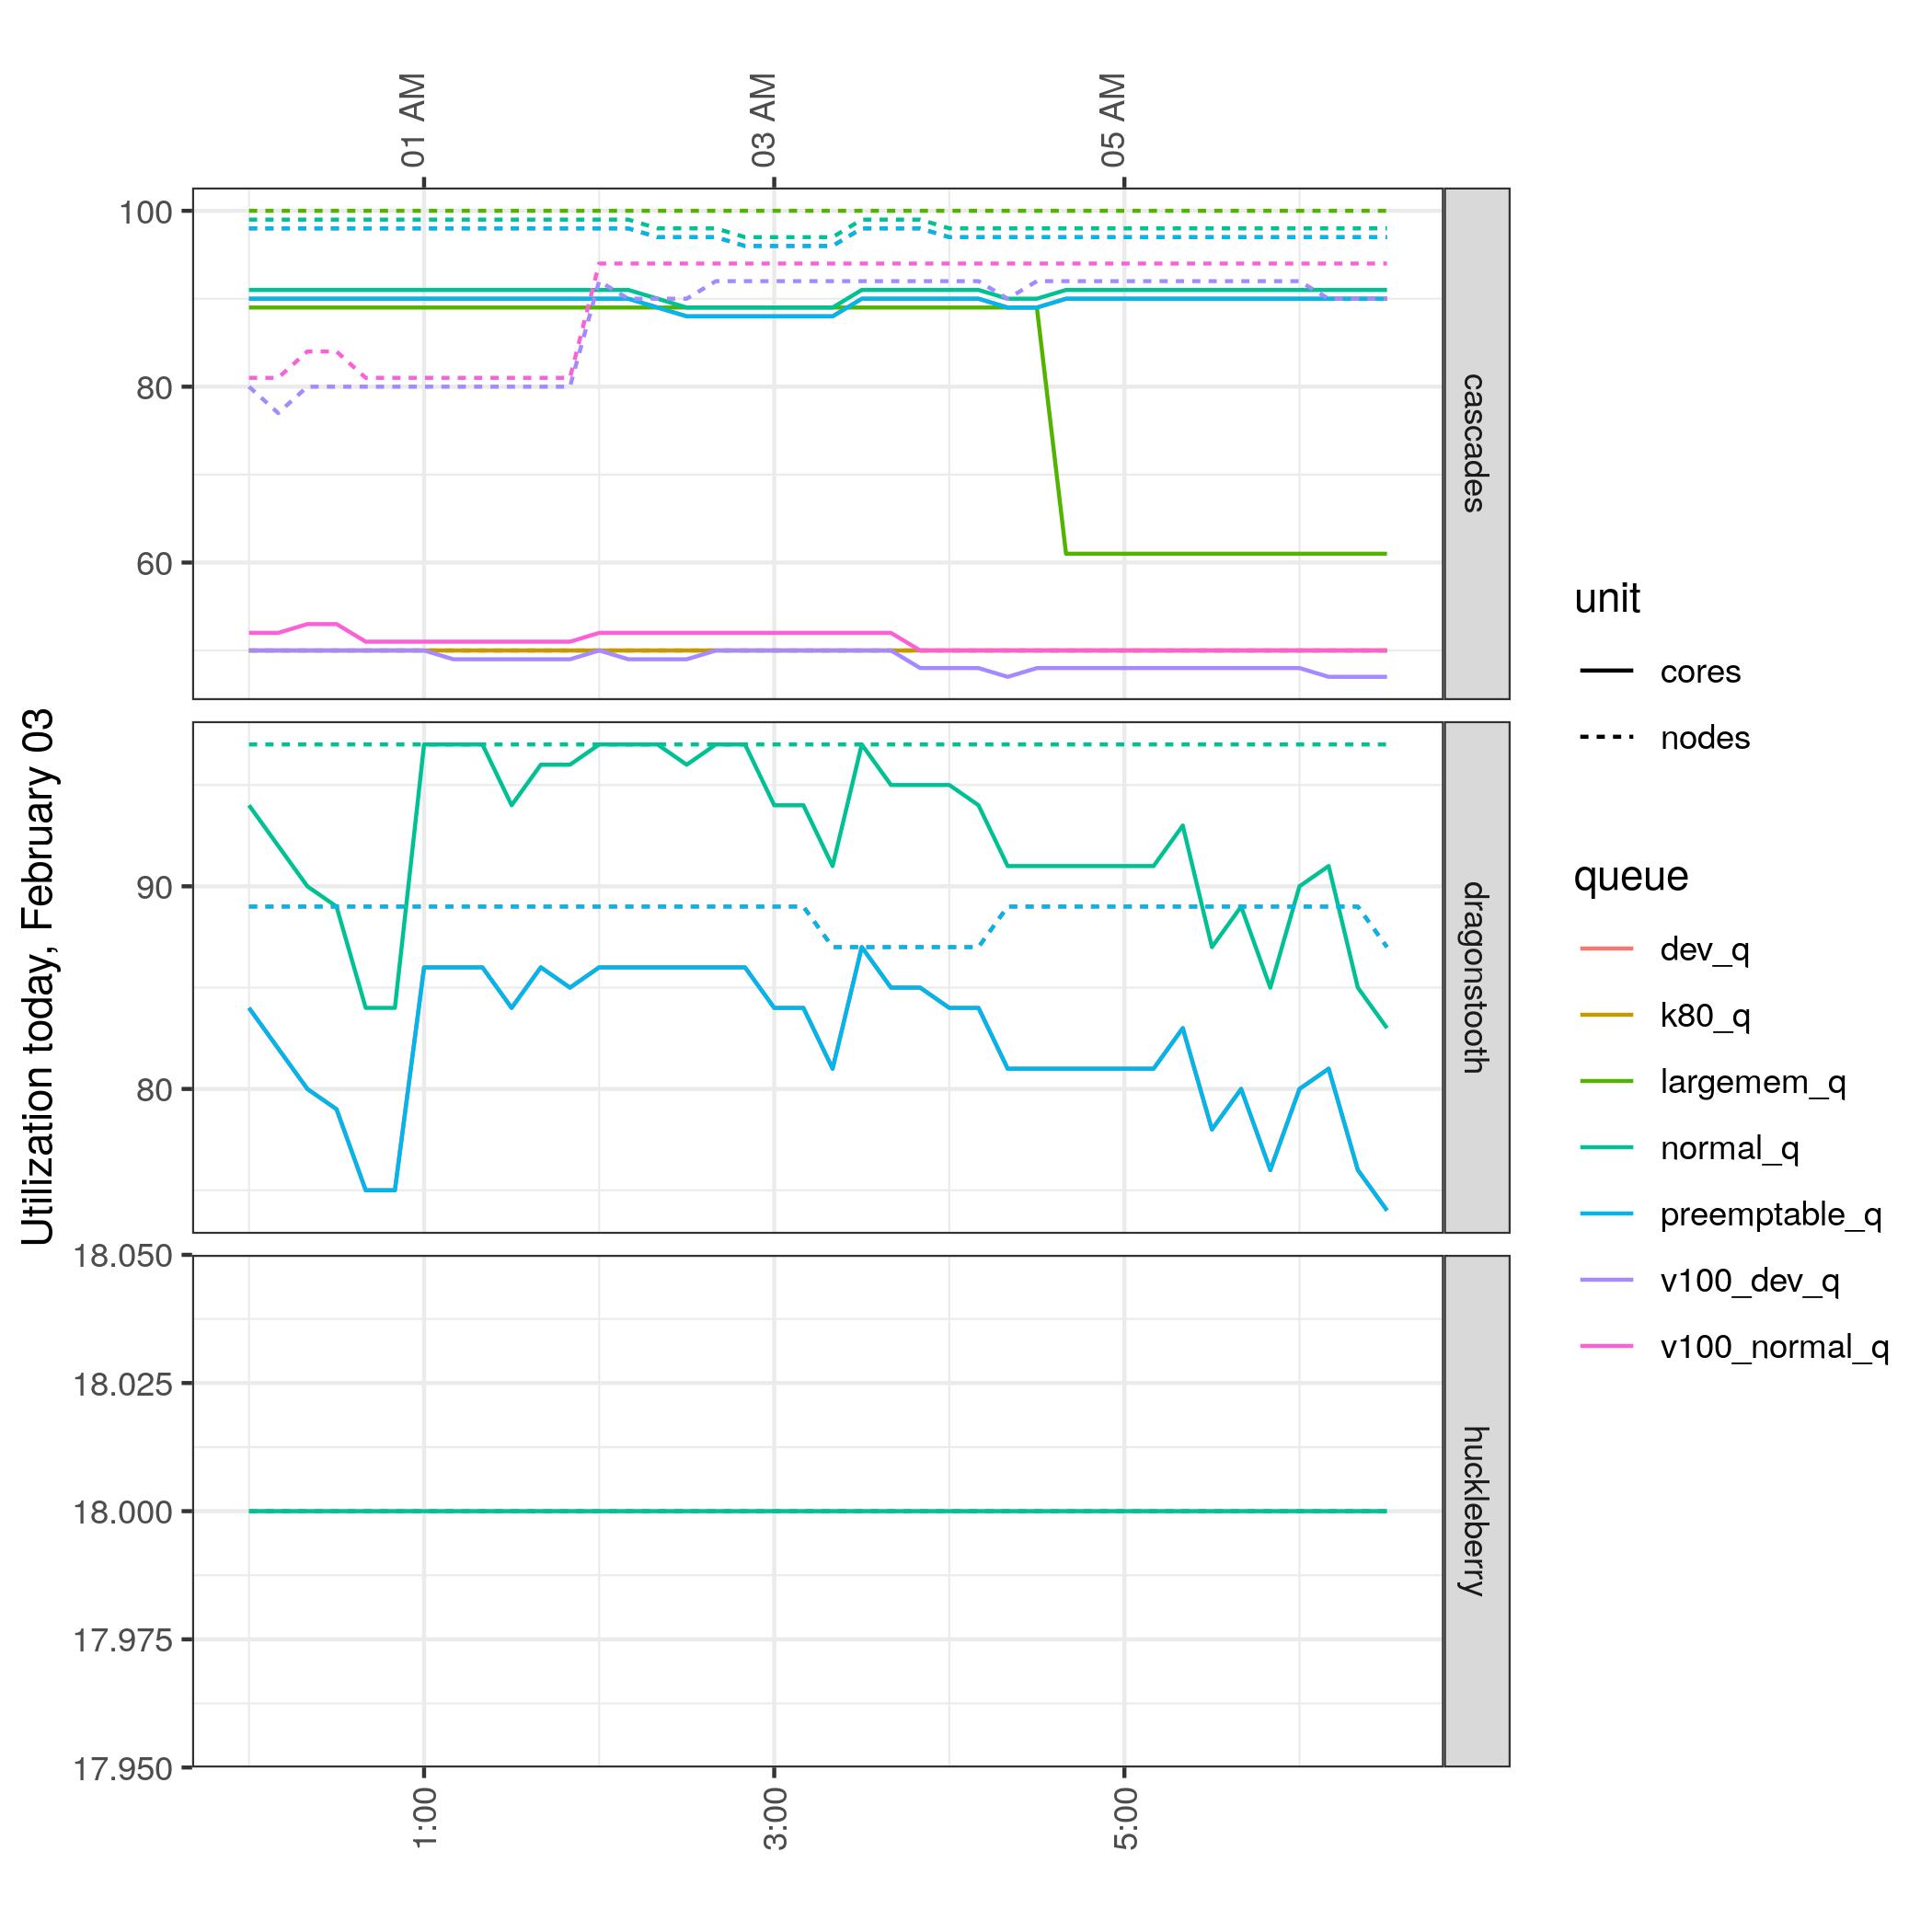 01 AM
03 AM
05 AM
Utilization today, February 03
100
80
60
cascades
90
80
dragonstooth
18.050
18.025
18.000
17.975
17.950
huckleberry
1:00
3:00
5:00
unit
cores
nodes
queue
dev_q
k80_q
largemem_q
normal_q
preemptable_q
v100_dev_q
v100_normal_q